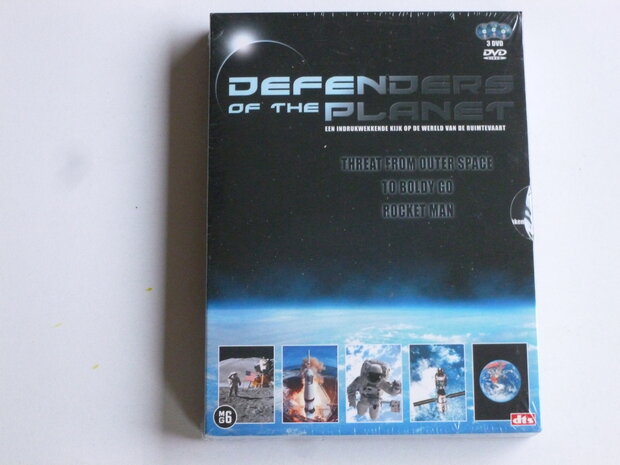 3 DVD
DVD
VIDEO
DEFENDERS
OF THE PLANET
EEN INDRUKWEKKENDE KIJK OP DE WERELD VAN DE RUIMTEVAART
THREAT FROM OUTER SPACE
TO BOLDY GO
ROCKET MAN
MG6
dts